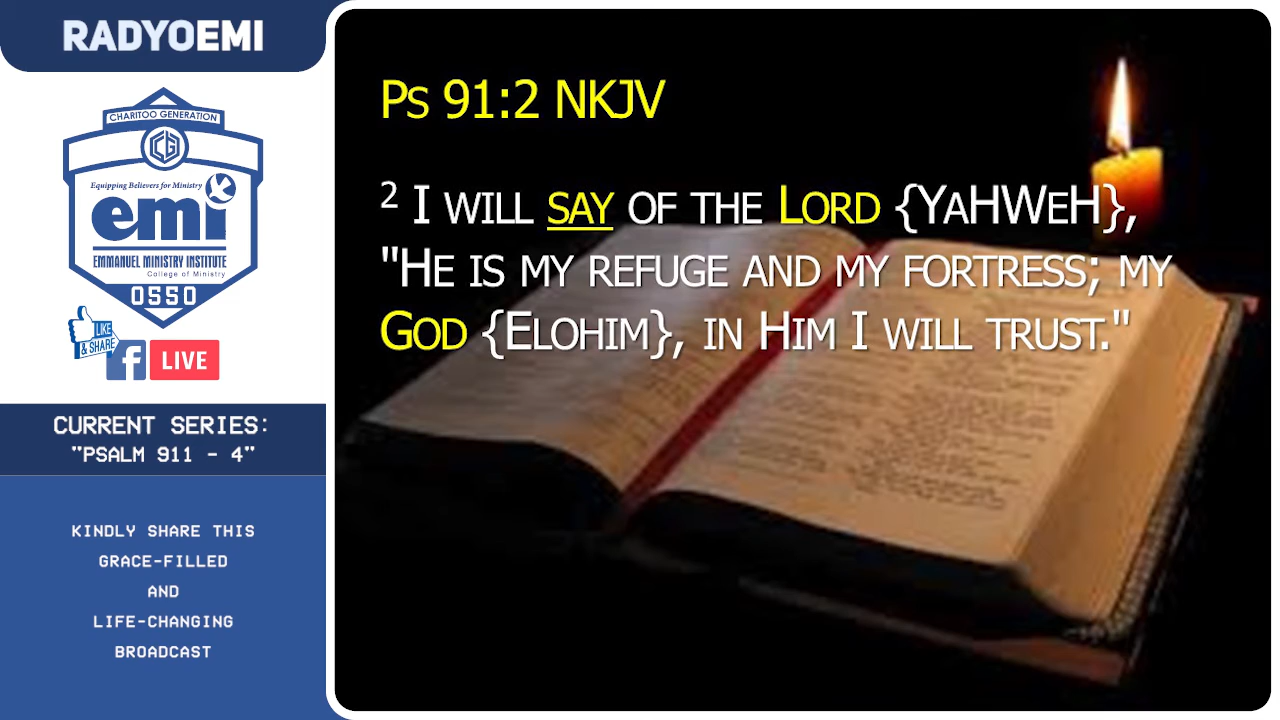 RADYOEMI
CHARITOO GENERATION
CG
Equipping Believers for Ministry
emi
EMMANUEL MINISTRY INSTITUTE
College of Ministry
0550
LIKE
& SHARE
f LIVE
CURRENT SERIES:
"PSALM 911 - 4"
KINDLY SHARE THIS
GRACE-FILLED
AND
LIFE-CHANGING
BROADCAST
Ps 91:2 NKJV
2 I WILL SAY OF THE LORD {YAHWEH},
"HE IS MY REFUGE AND MY FORTRESS; MY
GOD {ELOHIM}, IN HIM I WILL TRUST."